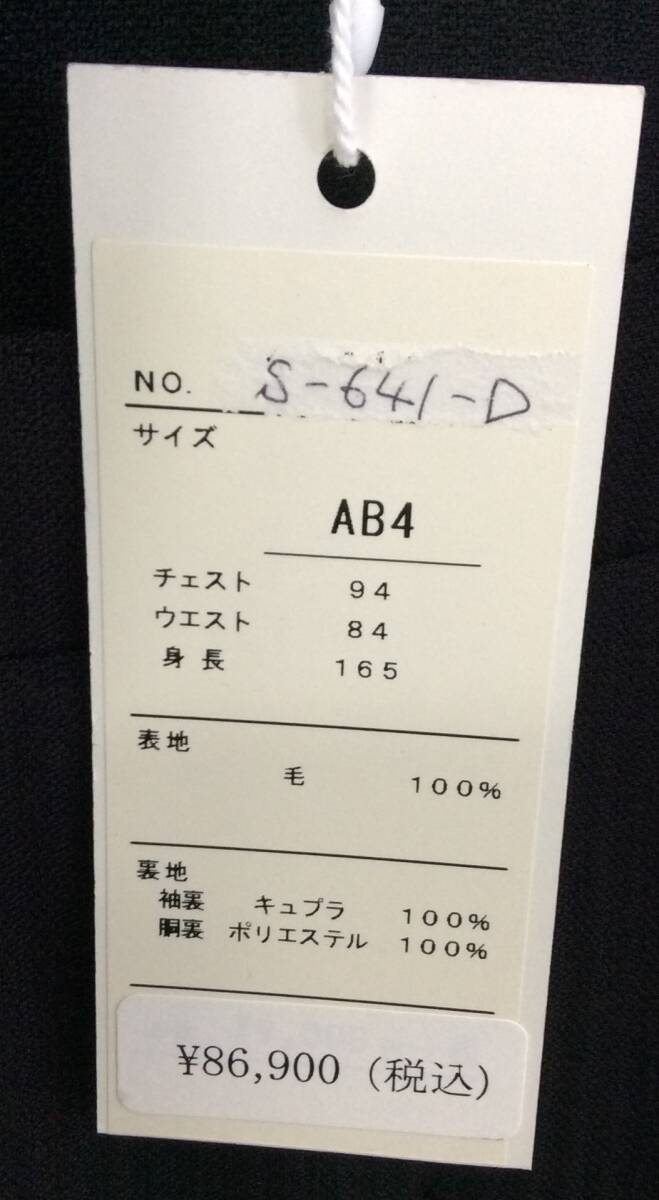 NO. S-641-D
サイズ
AB4
チェスト 94
ウエスト 84
身長 165
表地
毛 100%
裏地
袖裏 キュプラ 100%
胴裏 ポリエステル 100%
¥86,900（税込）